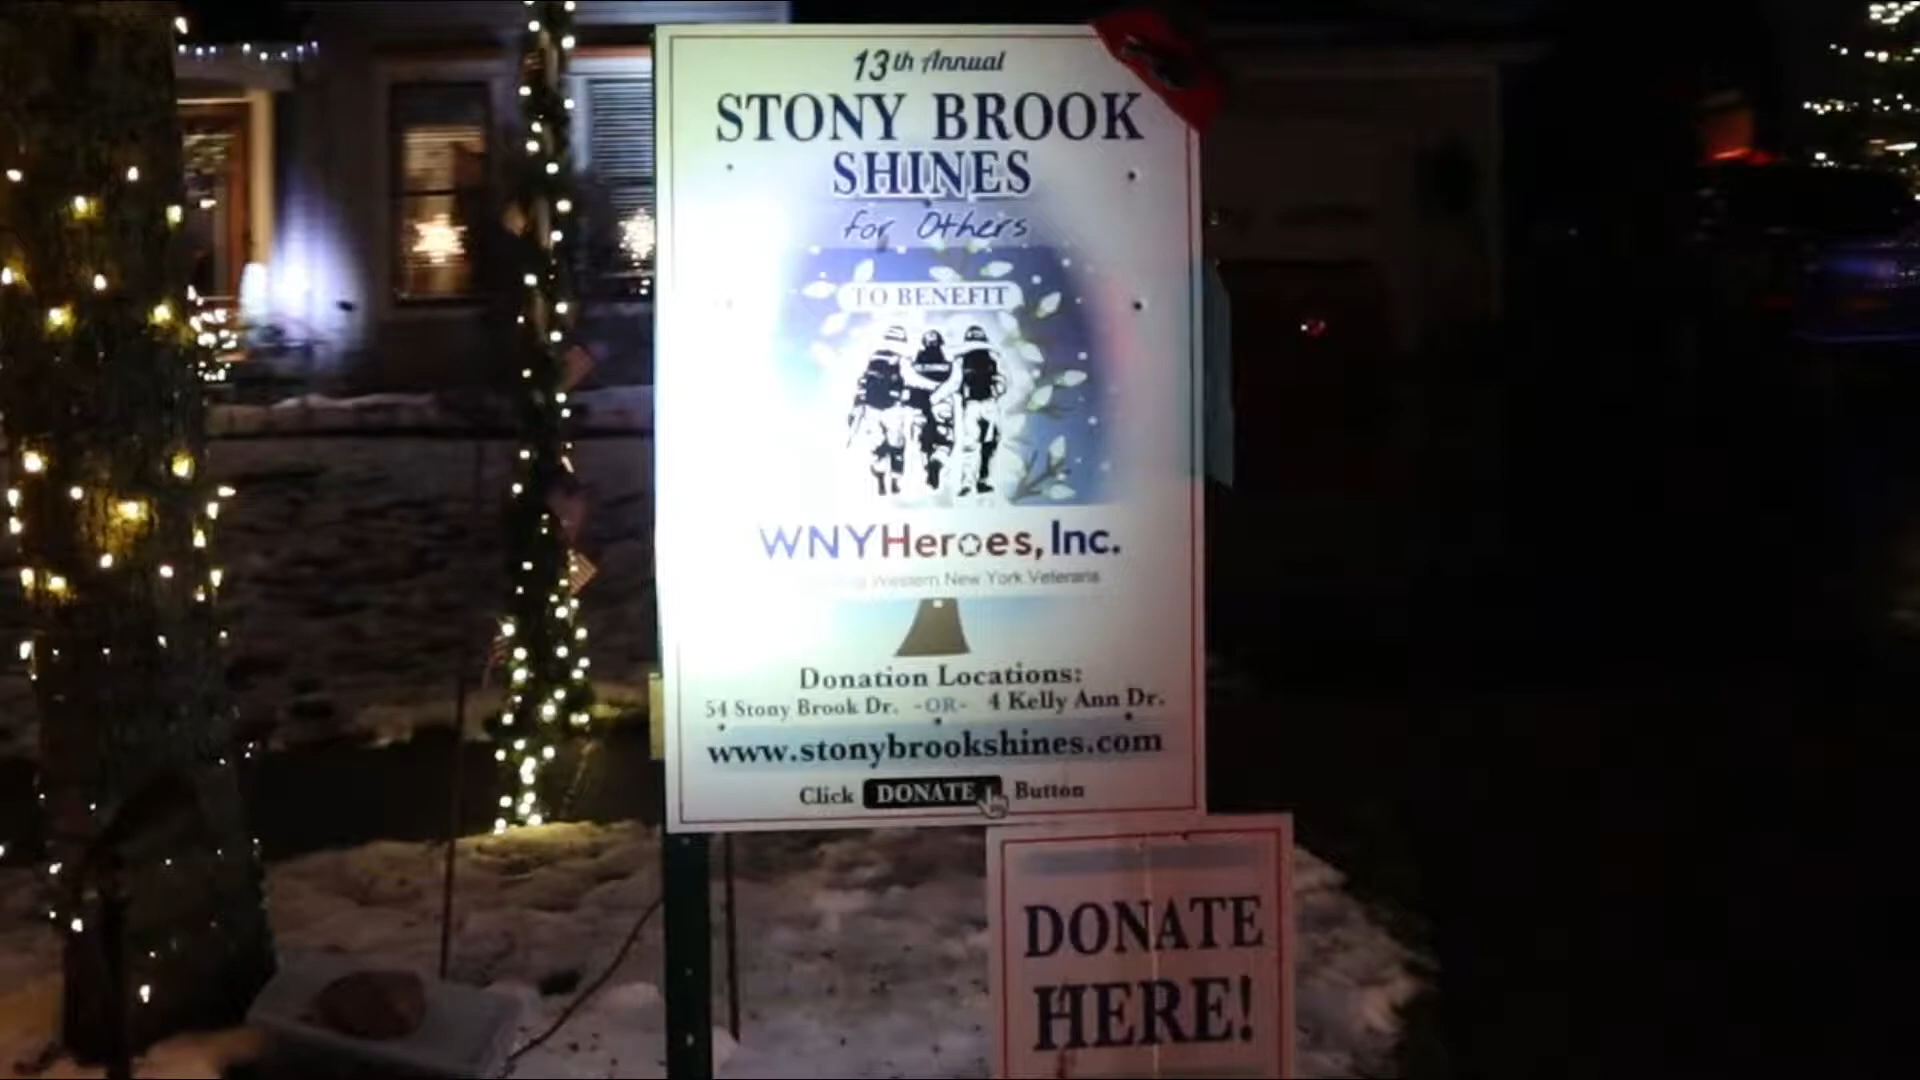 13th Annual
STONY BROOK
SHINES
for Others
TO BENEFIT
WNYHeroes, Inc.
Western New York Veterans
Donation Locations:
54 Stony Brook Dr. -OR- 4 Kelly Ann Dr.
www.stonybrookshines.com
Click DONATE Button
DONATE
HERE!